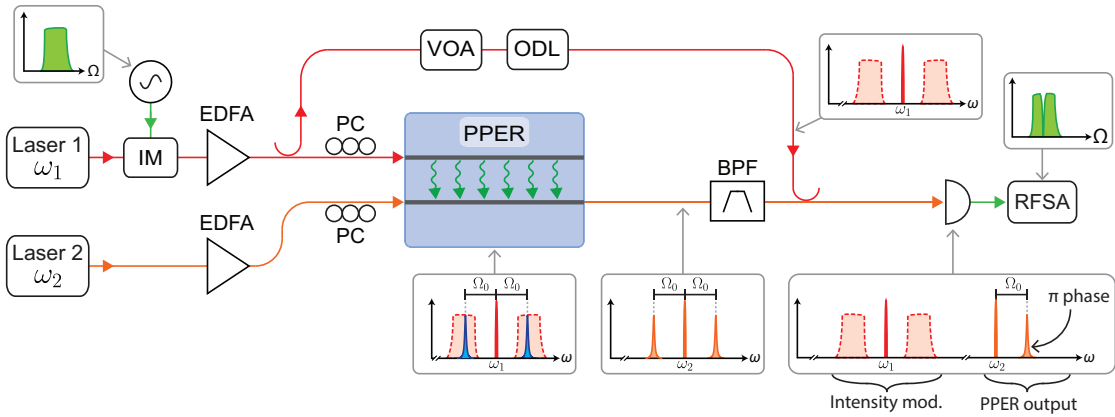 Ω
VOA
ODL
EDFA
PC
PPER
Laser 1
ω₁
IM
ω
ω₁
Ω
BPF
RFSA
EDFA
PC
Laser 2
ω₂
Ω₀ Ω₀
ω
ω₁
Ω₀ Ω₀
ω
ω₂
Ω₀
π phase
ω
ω₁
ω₂
Intensity mod.
PPER output